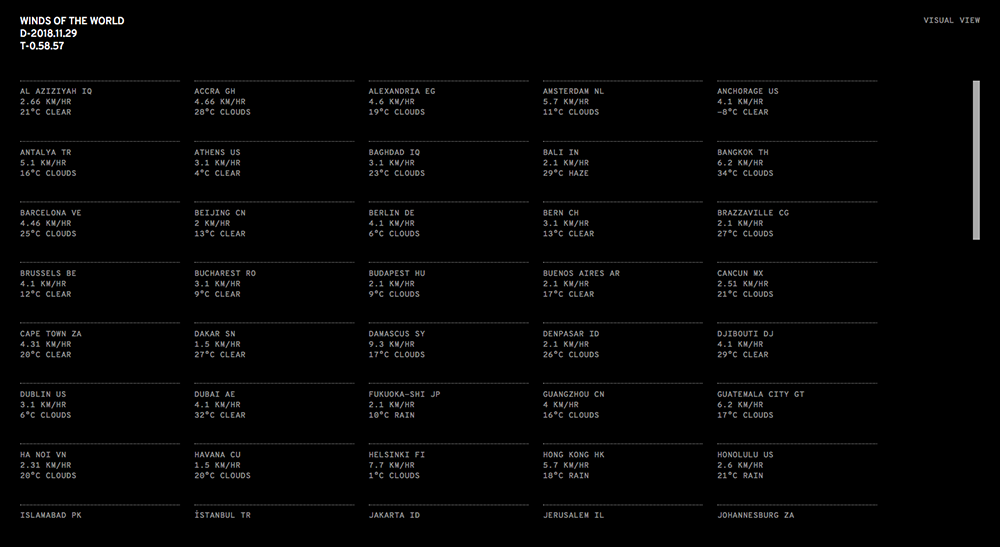 WINDS OF THE WORLD
D-2018.11.29
T-0.58.57
VISUAL VIEW
AL AZIZIYAH IQ
2.66 KM/HR
21°C CLEAR
ACCRA GH
4.66 KM/HR
28°C CLOUDS
ALEXANDRIA EG
4.6 KM/HR
19°C CLOUDS
AMSTERDAM NL
5.7 KM/HR
11°C CLOUDS
ANCHORAGE US
4.1 KM/HR
-8°C CLEAR
ANTALYA TR
5.1 KM/HR
16°C CLOUDS
ATHENS US
3.1 KM/HR
4°C CLEAR
BAGHDAD IQ
3.1 KM/HR
23°C CLOUDS
BALI IN
2.1 KM/HR
29°C HAZE
BANGKOK TH
6.2 KM/HR
34°C CLOUDS
BARCELONA VE
4.46 KM/HR
25°C CLOUDS
BEIJING CN
2 KM/HR
13°C CLEAR
BERLIN DE
4.1 KM/HR
6°C CLOUDS
BERN CH
3.1 KM/HR
13°C CLEAR
BRAZZAVILLE CG
2.1 KM/HR
27°C CLOUDS
BRUSSELS BE
4.1 KM/HR
12°C CLEAR
BUCHAREST RO
3.1 KM/HR
9°C CLEAR
BUDAPEST HU
2.1 KM/HR
9°C CLOUDS
BUENOS AIRES AR
2.1 KM/HR
17°C CLEAR
CANCUN MX
2.51 KM/HR
21°C CLOUDS
CAPE TOWN ZA
4.31 KM/HR
20°C CLEAR
DAKAR SN
1.5 KM/HR
27°C CLEAR
DAMASCUS SY
9.3 KM/HR
17°C CLOUDS
DENPASAR ID
2.1 KM/HR
26°C CLOUDS
DJIBOUTI DJ
4.1 KM/HR
29°C CLEAR
DUBLIN US
3.1 KM/HR
6°C CLOUDS
DUBAI AE
4.1 KM/HR
32°C CLEAR
FUKUOKA-SHI JP
2.1 KM/HR
10°C RAIN
GUANGZHOU CN
4 KM/HR
16°C CLOUDS
GUATEMALA CITY GT
6.2 KM/HR
17°C CLOUDS
HA NOI VN
2.31 KM/HR
20°C CLOUDS
HAVANA CU
1.5 KM/HR
20°C CLOUDS
HELSINKI FI
7.7 KM/HR
1°C CLOUDS
HONG KONG HK
5.7 KM/HR
18°C RAIN
HONOLULU US
2.6 KM/HR
21°C RAIN
ISLAMABAD PK
İSTANBUL TR
JAKARTA ID
JERUSALEM IL
JOHANNESBURG ZA